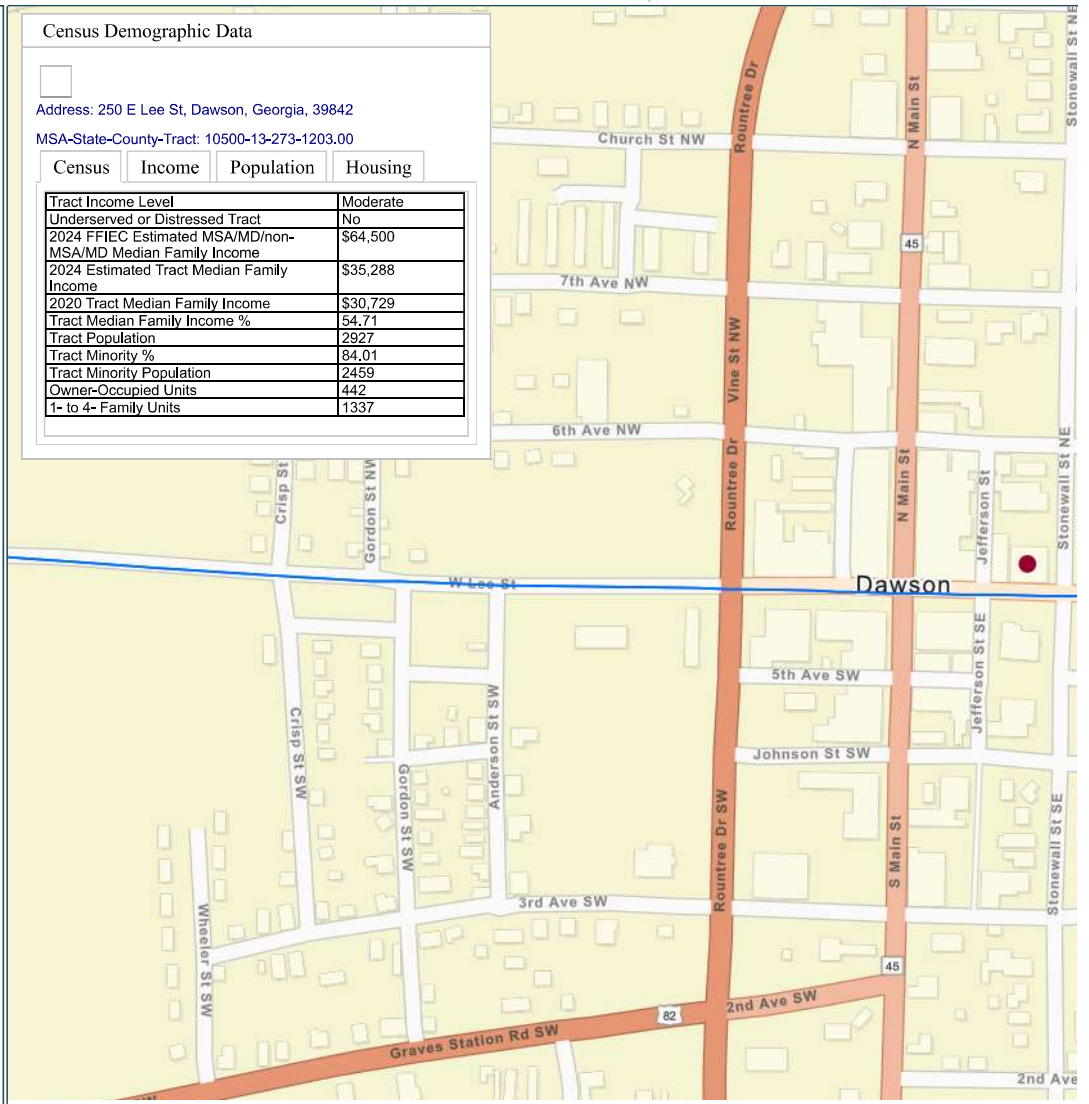 Census Demographic Data
Address: 250 E Lee St, Dawson, Georgia, 39842
MSA-State-County-Tract: 10500-13-273-1203.00
Census Income Population Housing
Tract Income Level Moderate
Underserved or Distressed Tract No
2024 FFIEC Estimated MSA/MD/non- $64,500
MSA/MD Median Family Income
2024 Estimated Tract Median Family $35,288
Income
2020 Tract Median Family Income $30,729
Tract Median Family Income % 54.71
Tract Population 2927
Tract Minority % 84.01
Tract Minority Population 2459
Owner-Occupied Units 442
1- to 4- Family Units 1337
Rountree Dr
N Main St
Stonewall St NE
Church St NW
45
7th Ave NW
Vine St NW
6th Ave NW
Rountree Dr
N Main St
Jefferson St
Stonewall St NE
Crisp St
Gordon St NW
W Lee St
Dawson
5th Ave SW
Jefferson St SE
Johnson St SW
Crisp St SW
Gordon St SW
Anderson St SW
Rountree Dr SW
S Main St
Stonewall St SE
3rd Ave SW
Wheeler St SW
45
2nd Ave SW
82
Graves Station Rd SW
2nd Ave